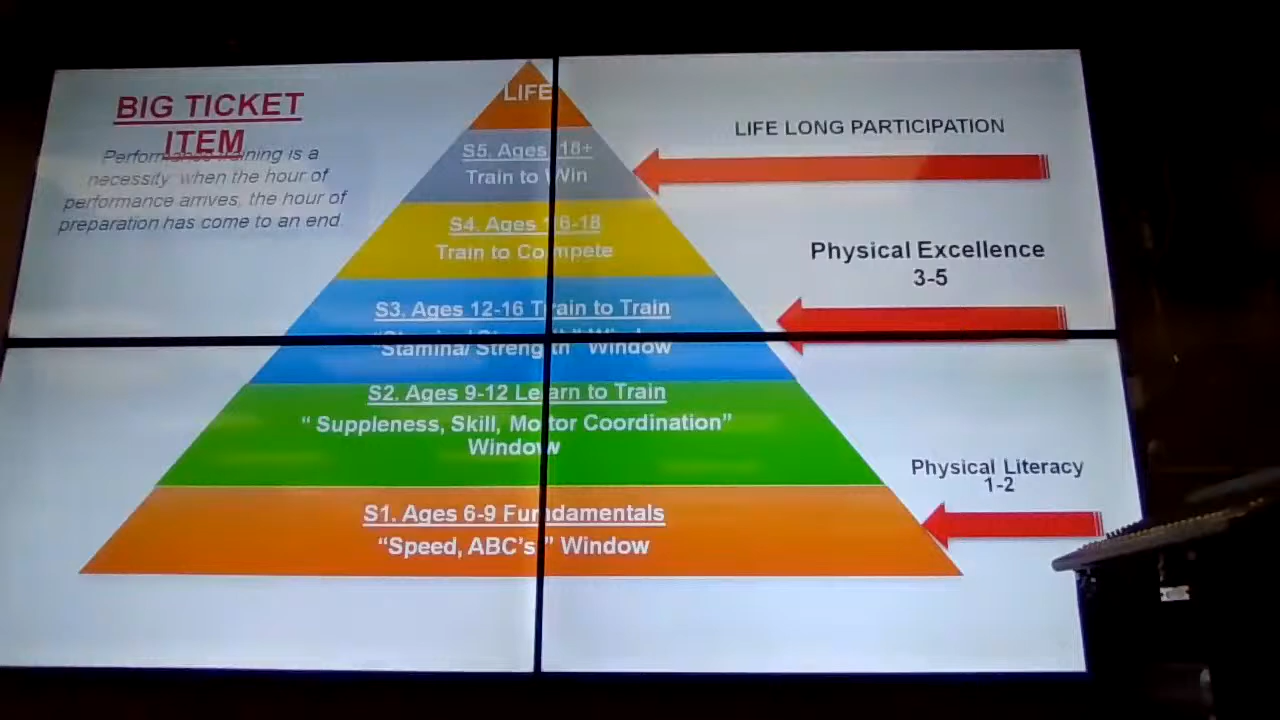 BIG TICKET
ITEM
Performance training is a
necessity: when the hour of
performance arrives, the hour of
preparation has come to an end.
LIFE
S5. Ages 18+
Train to Win
S4. Ages 16-18
Train to Compete
S3. Ages 12-16 Train to Train
"Stamina/ Strength" Window
S2. Ages 9-12 Learn to Train
" Suppleness, Skill, Motor Coordination"
Window
S1. Ages 6-9 Fundamentals
"Speed, ABC's " Window
LIFE LONG PARTICIPATION
Physical Excellence
3-5
Physical Literacy
1-2